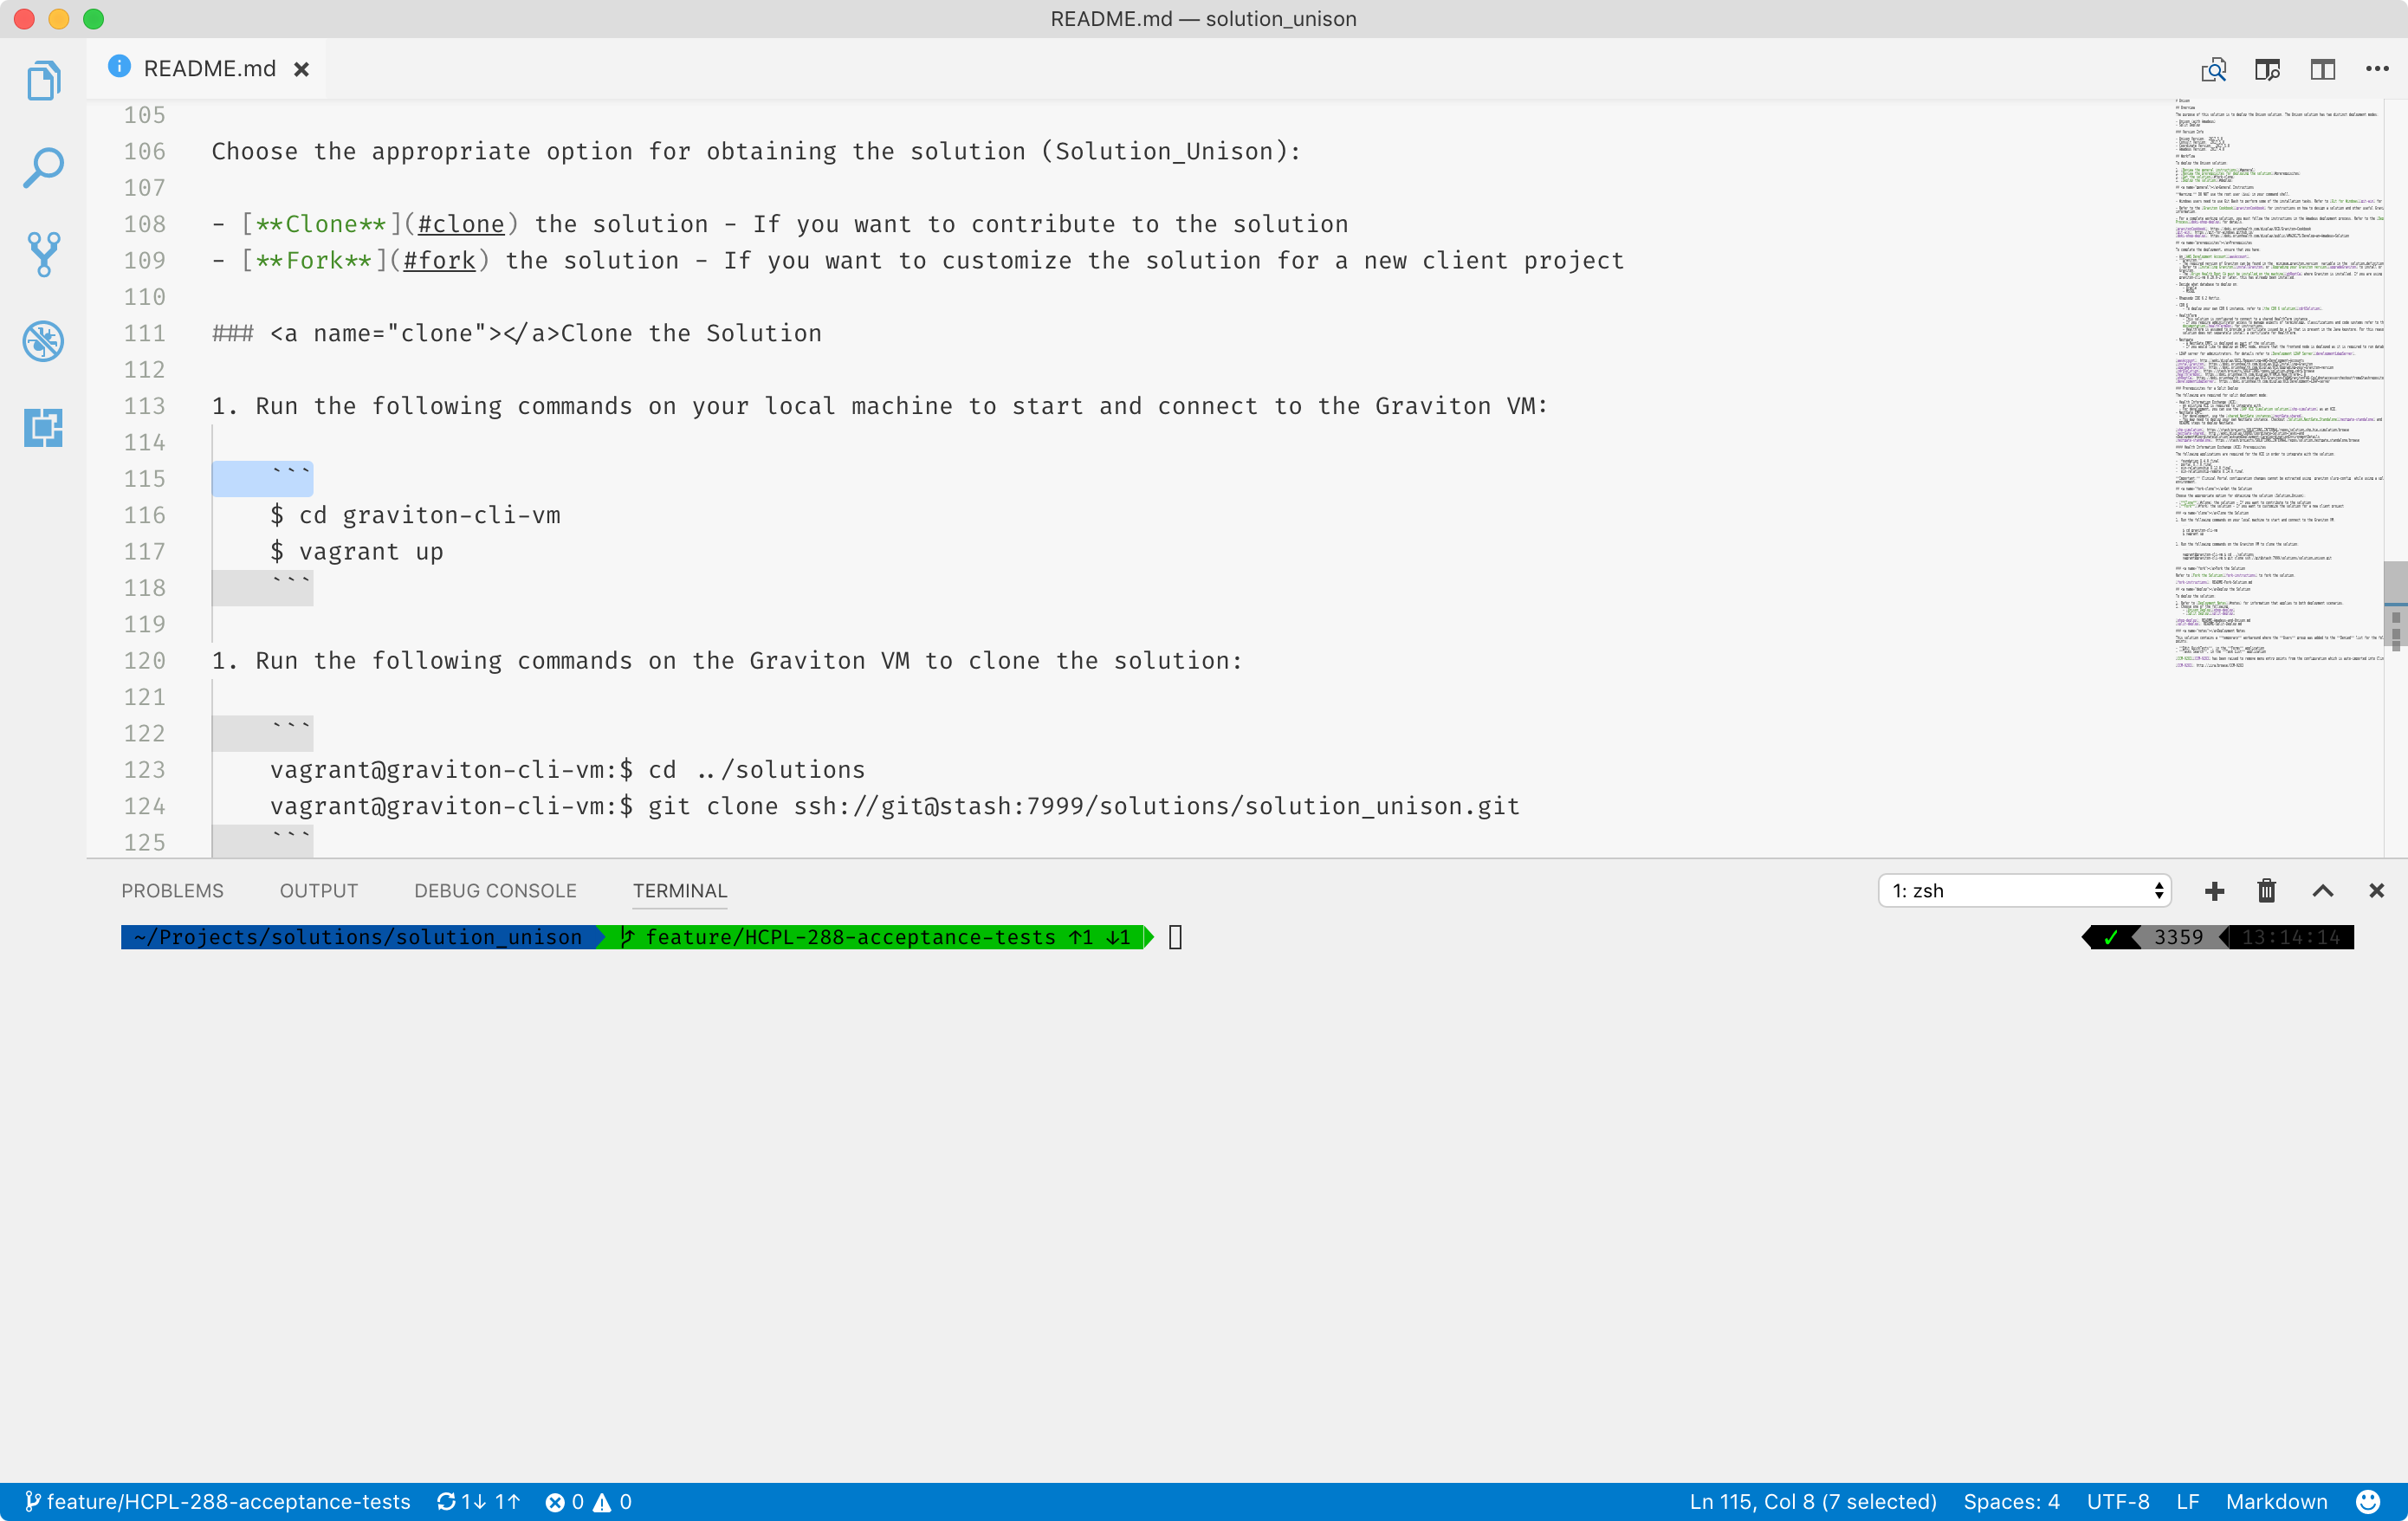 README.md — solution_unison
README.md
105
106 Choose the appropriate option for obtaining the solution (Solution_Unison):
107
108 - [**Clone**](#clone) the solution - If you want to contribute to the solution
109 - [**Fork**](#fork) the solution - If you want to customize the solution for a new client project
110
111 ### <a name="clone"></a>Clone the Solution
112
113 1. Run the following commands on your local machine to start and connect to the Graviton VM:
114
115     ```
116     $ cd graviton-cli-vm
117     $ vagrant up
118     ```
119
120 1. Run the following commands on the Graviton VM to clone the solution:
121
122     ```
123     vagrant@graviton-cli-vm:$ cd ../solutions
124     vagrant@graviton-cli-vm:$ git clone ssh://git@stash:7999/solutions/solution_unison.git
125     ```
PROBLEMS OUTPUT DEBUG CONSOLE TERMINAL 1: zsh
~/Projects/solutions/solution_unison feature/HCPL-288-acceptance-tests ↑1 ↓1 ✓ 3359 13:14:14
feature/HCPL-288-acceptance-tests 1↓ 1↑ 0 0 Ln 115, Col 8 (7 selected) Spaces: 4 UTF-8 LF Markdown